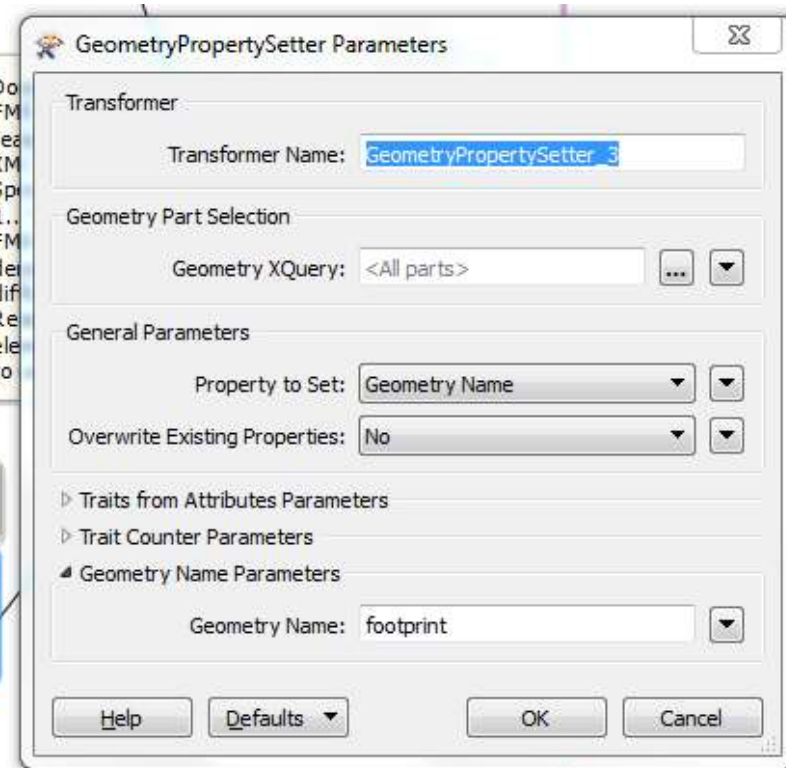 GeometryPropertySetter Parameters
Transformer
Transformer Name: GeometryPropertySetter_3
Geometry Part Selection
Geometry XQuery: <All parts> ...
General Parameters
Property to Set: Geometry Name
Overwrite Existing Properties: No
Traits from Attributes Parameters
Trait Counter Parameters
Geometry Name Parameters
Geometry Name: footprint
Help Defaults OK Cancel